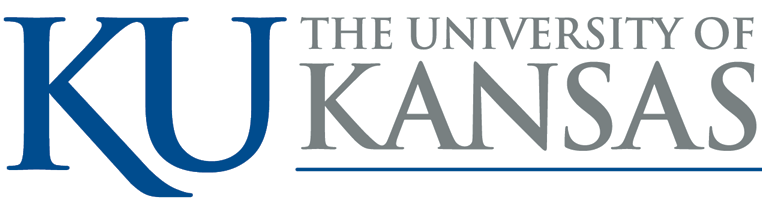 KU
THE UNIVERSITY OF
KANSAS